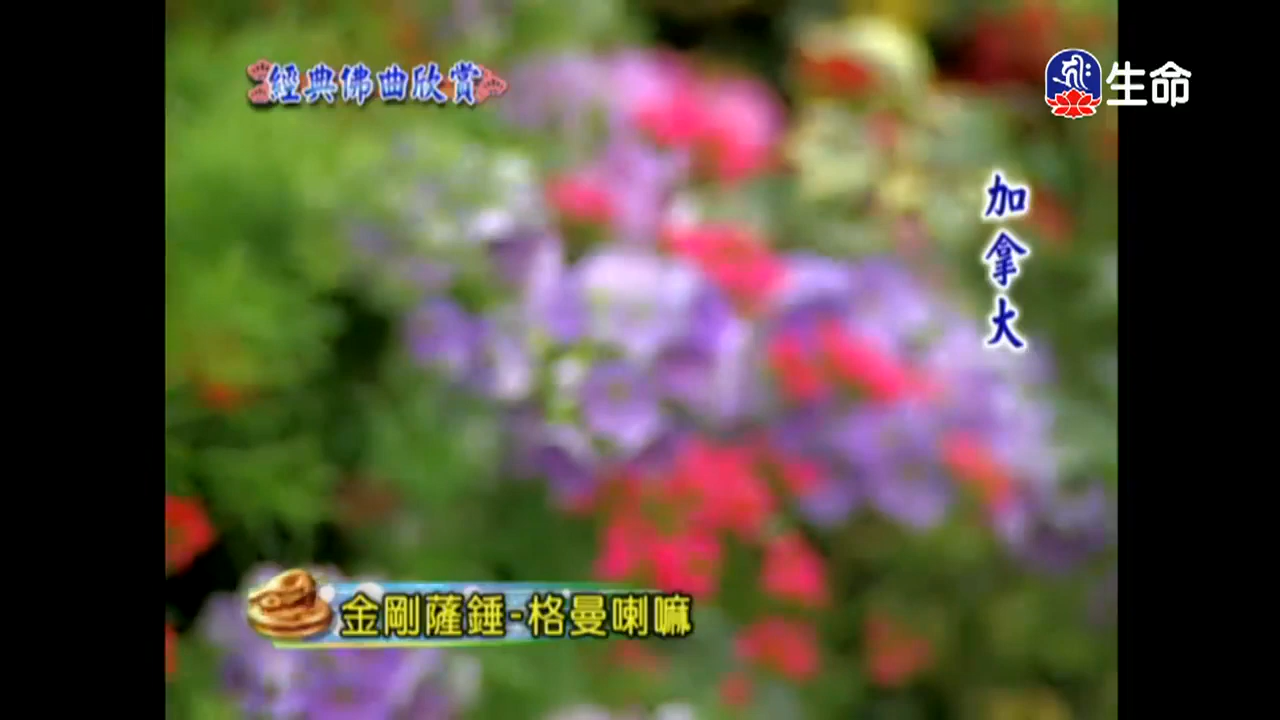 經典佛曲欣賞
生命
加拿大
金剛薩錘-格曼喇嘛